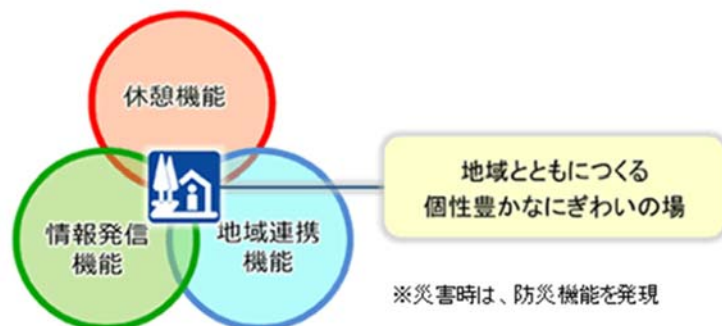 休憩機能
情報発信
機能
地域連携
機能
地域とともにつくる
個性豊かなにぎわいの場
※災害時は、防災機能を発現